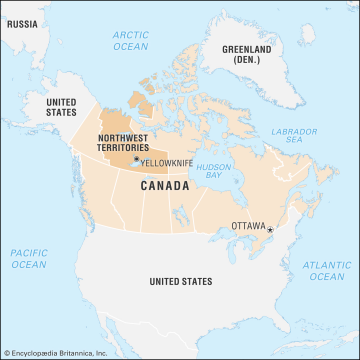 RUSSIA
ARCTIC
OCEAN
GREENLAND
(DEN.)
UNITED
STATES
NORTHWEST
TERRITORIES
YELLOWKNIFE
LABRADOR
SEA
HUDSON
BAY
CANADA
OTTAWA
PACIFIC
OCEAN
ATLANTIC
OCEAN
UNITED STATES
© Encyclopædia Britannica, Inc.